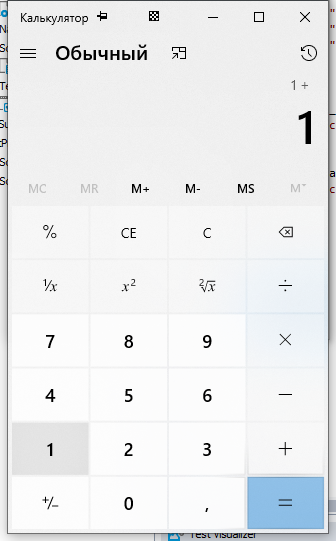 Калькулятор
Обычный
1 +
1
MC MR M+ M- MS M˅
% CE C ⌫
¹/x x² ²√x ÷
7 8 9 ×
4 5 6 −
1 2 3 +
+/− 0 , =
Test Visualizer